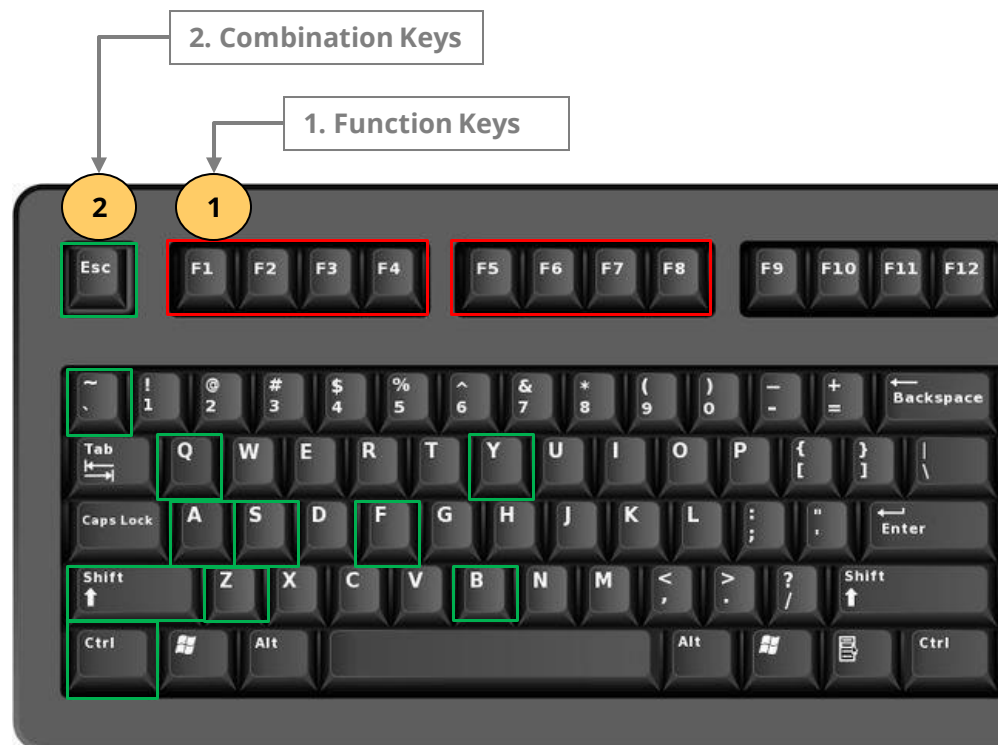 2. Combination Keys
1. Function Keys
2 1
Esc F1 F2 F3 F4 F5 F6 F7 F8 F9 F10 F11 F12
~ ! @ # $ % ^ & * ( ) — +
` 1 2 3 4 5 6 7 8 9 0 - = Backspace
Tab Q W E R T Y U I O P { } |
[ ] \
Caps Lock A S D F G H J K L : " Enter
; '
Shift Z X C V B N M < > ? Shift
, . /
Ctrl Alt Alt Ctrl